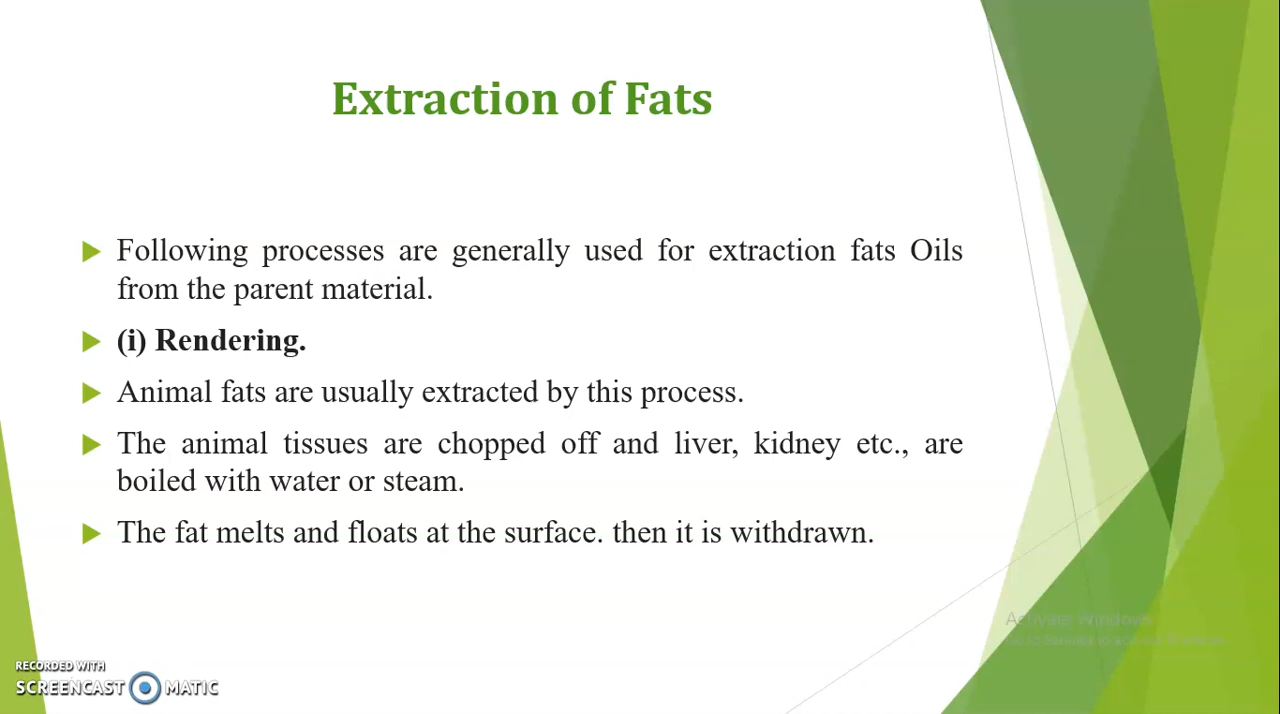 Extraction of Fats
Following processes are generally used for extraction fats Oils
from the parent material.
(i) Rendering.
Animal fats are usually extracted by this process.
The animal tissues are chopped off and liver, kidney etc., are
boiled with water or steam.
The fat melts and floats at the surface. then it is withdrawn.
Activate Windows
RECORDED WITH
SCREENCAST MATIC